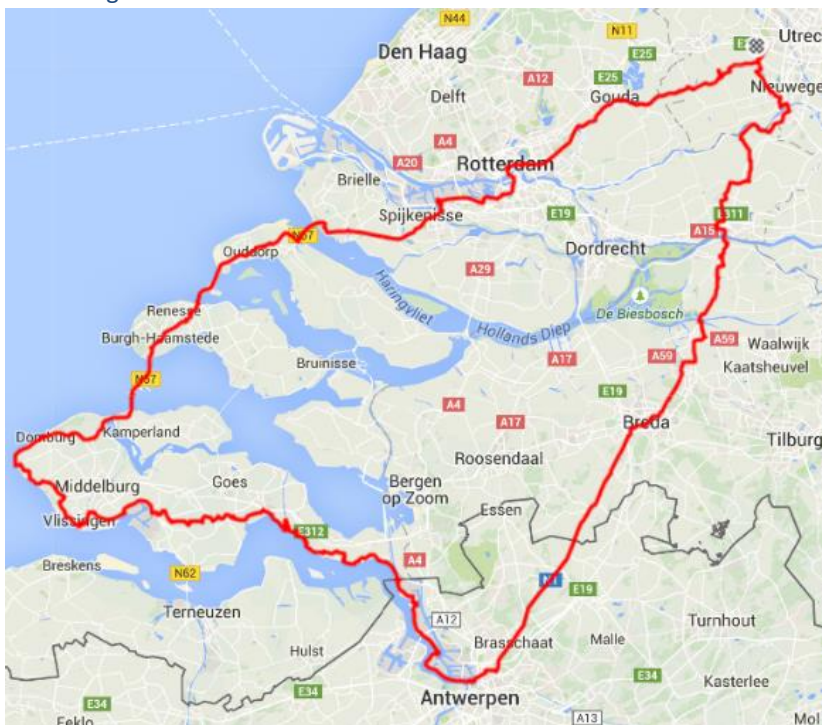 N44
N11
Utrec
Den Haag
E25
E25
A12
Gouda
Nieuwege
Delft
A4
A20
Rotterdam
Brielle
Spijkenisse
E19
A15
N57
Ouddorp
Dordrecht
A29
Haringvliet
De Biesbosch
Renesse
Hollands Diep
Burgh-Haamstede
Bruinisse
A17
A59
A59
Waalwijk
Kaatsheuvel
N57
A4
E19
Domburg
Kamperland
A17
Breda
Tilburg
Roosendaal
Middelburg
Goes
Bergen
op Zoom
Essen
Vlissingen
E312
Breskens
N62
A4
E19
Terneuzen
A12
Turnhout
Hulst
Brasschaat
Malle
E34
Kasterlee
E34
E34
Antwerpen
A13
Mol